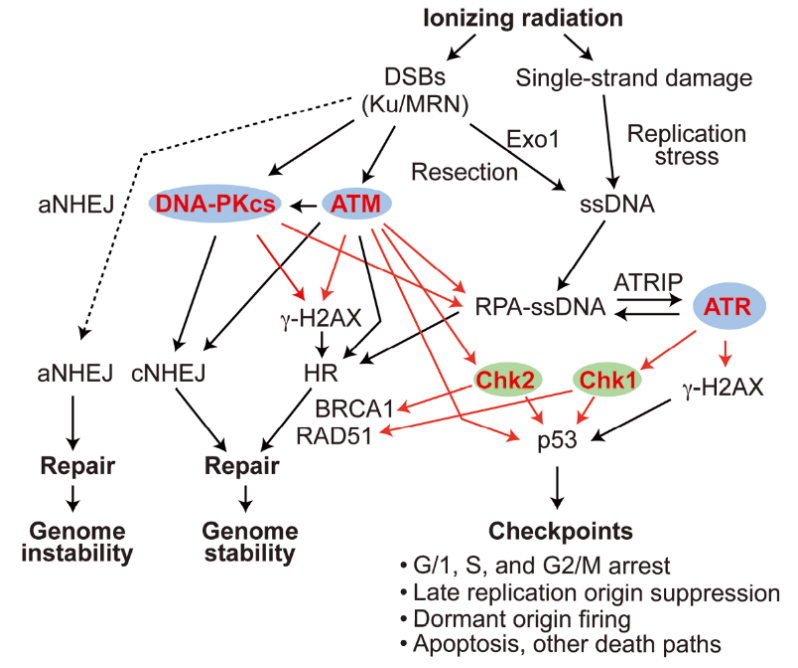 Ionizing radiation
DSBs
(Ku/MRN)
Single-strand damage
Exo1
Resection
Replication
stress
aNHEJ
DNA-PKcs
ATM
ssDNA
γ-H2AX
RPA-ssDNA
ATRIP
ATR
aNHEJ
cNHEJ
HR
Chk2
Chk1
γ-H2AX
BRCA1
RAD51
p53
Repair
Repair
Genome
instability
Genome
stability
Checkpoints
• G/1, S, and G2/M arrest
• Late replication origin suppression
• Dormant origin firing
• Apoptosis, other death paths